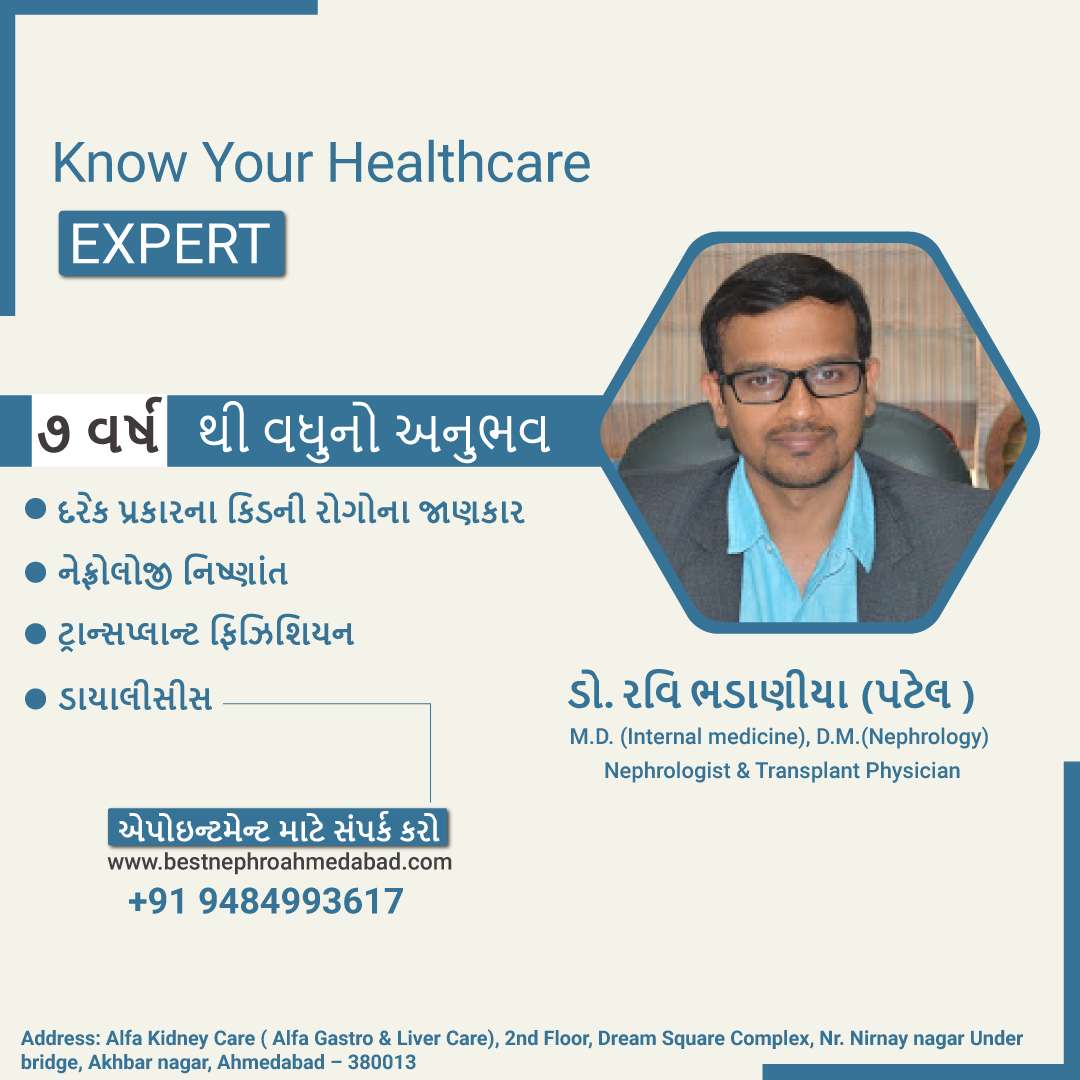 Know Your Healthcare
EXPERT
૭ વર્ષ થી વધુનો અનુભવ
દરેક પ્રકારના કિડની રોગોના જાણકાર
નેફ્રોલોજી નિષ્ણાંત
ટ્રાન્સપ્લાન્ટ ફિઝિશિયન
ડાયાલીસીસ
ડો. રવિ ભડાણીયા (પટેલ )
M.D. (Internal medicine), D.M.(Nephrology)
Nephrologist & Transplant Physician
એપોઇન્ટમેન્ટ માટે સંપર્ક કરો
www.bestnephroahmedabad.com
+91 9484993617
Address: Alfa Kidney Care ( Alfa Gastro & Liver Care), 2nd Floor, Dream Square Complex, Nr. Nirnay nagar Under
bridge, Akhbar nagar, Ahmedabad – 380013